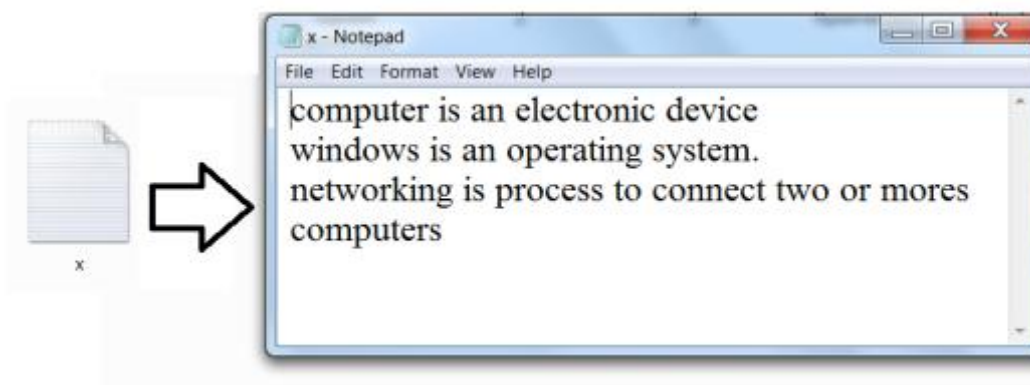 x - Notepad
File Edit Format View Help
computer is an electronic device
windows is an operating system.
networking is process to connect two or mores
computers
x